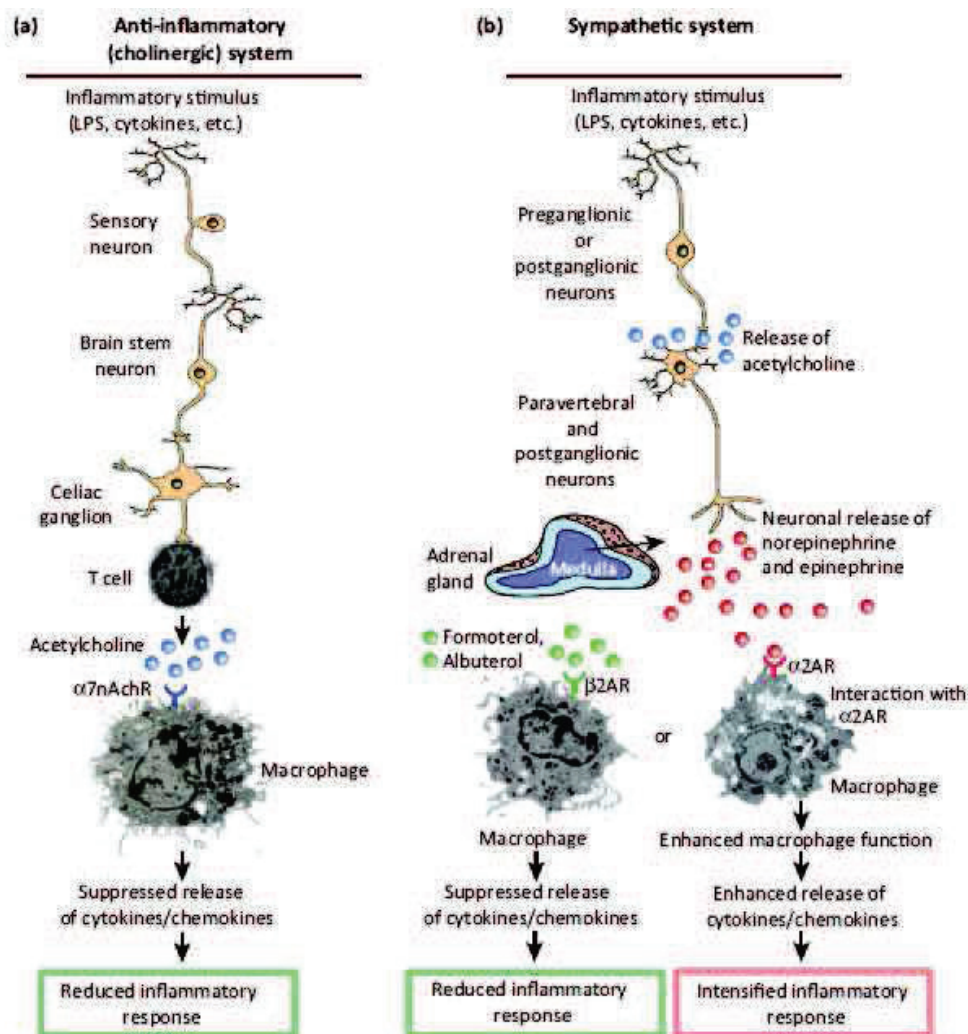 (a)
Anti-inflammatory
(cholinergic) system
Inflammatory stimulus
(LPS, cytokines, etc.)
Sensory
neuron
Brain stem
neuron
Celiac
ganglion
T cell
Acetylcholine
α7nAchR
Macrophage
Suppressed release
of cytokines/chemokines
Reduced inflammatory
response
(b)
Sympathetic system
Inflammatory stimulus
(LPS, cytokines, etc.)
Preganglionic
or
postganglionic
neurons
Release of
acetylcholine
Paravertebral
and
postganglionic
neurons
Adrenal
gland
Medulla
Neuronal release of
norepinephrine
and epinephrine
Formoterol,
Albuterol
β2AR
Macrophage
Suppressed release
of cytokines/chemokines
Reduced inflammatory
response
or
α2AR
Interaction with
α2AR
Macrophage
Enhanced macrophage function
Enhanced release of
cytokines/chemokines
Intensified inflammatory
response